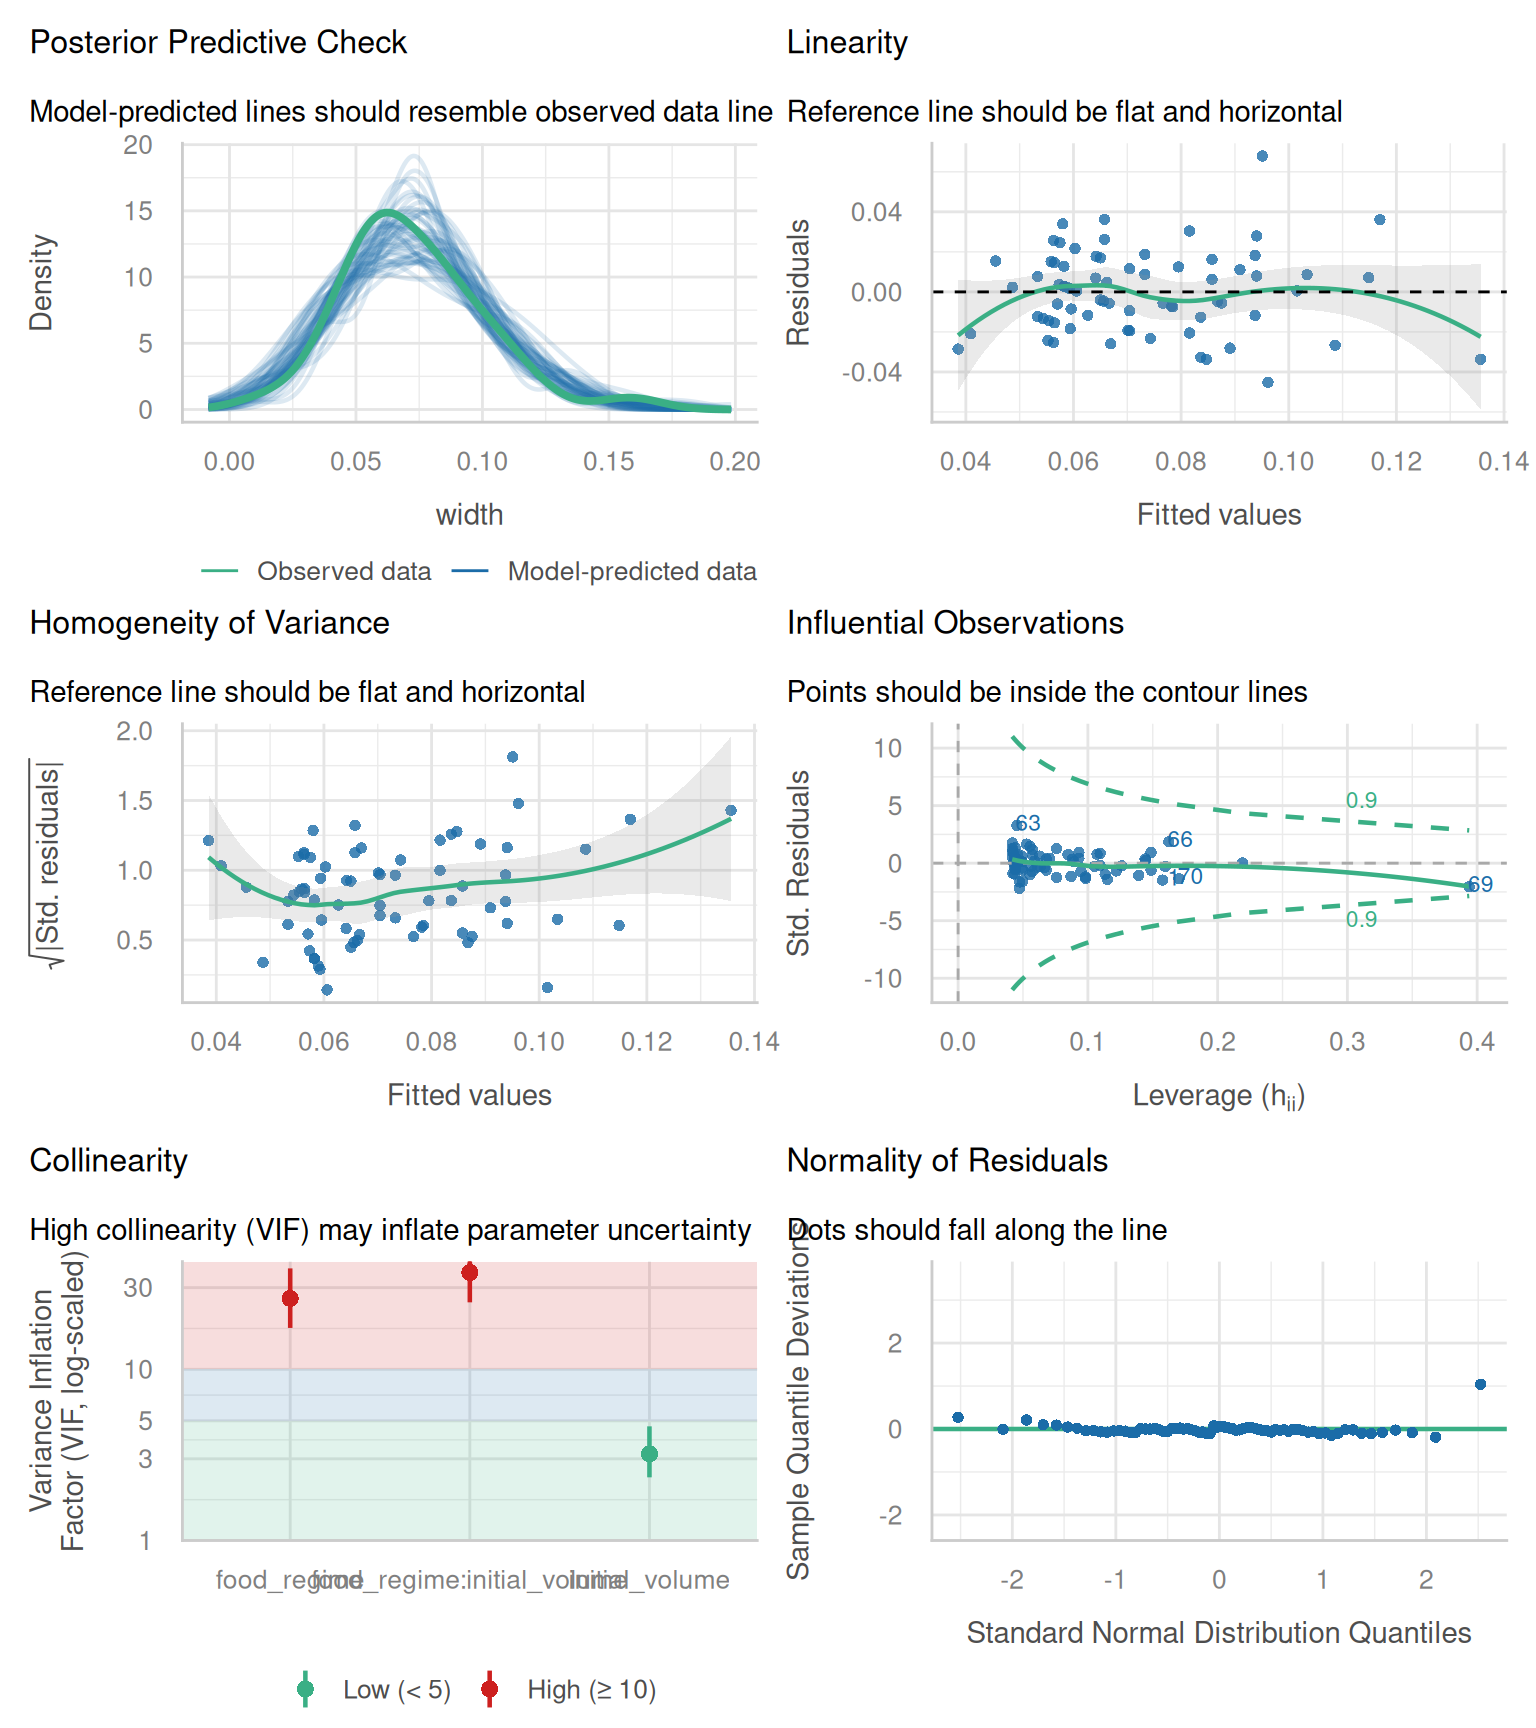 Posterior Predictive Check
Model-predicted lines should resemble observed data line
Density
20
15
10
5
0
0.00 0.05 0.10 0.15 0.20
width
Observed data Model-predicted data
Linearity
Reference line should be flat and horizontal
Residuals
0.04
0.00
-0.04
0.04 0.06 0.08 0.10 0.12 0.14
Fitted values
Homogeneity of Variance
Reference line should be flat and horizontal
√|Std. residuals|
2.0
1.5
1.0
0.5
0.04 0.06 0.08 0.10 0.12 0.14
Fitted values
Influential Observations
Points should be inside the contour lines
Std. Residuals
10
5
0
-5
-10
0.9
63
66
170
69
0.9
0.0 0.1 0.2 0.3 0.4
Leverage (hii)
Collinearity
High collinearity (VIF) may inflate parameter uncertainty
Variance Inflation
Factor (VIF, log-scaled)
30
10
5
3
1
food_regime food_regime:initial_volume initial_volume
Low (< 5) High (≥ 10)
Normality of Residuals
Dots should fall along the line
Sample Quantile Deviations
2
0
-2
-2 -1 0 1 2
Standard Normal Distribution Quantiles